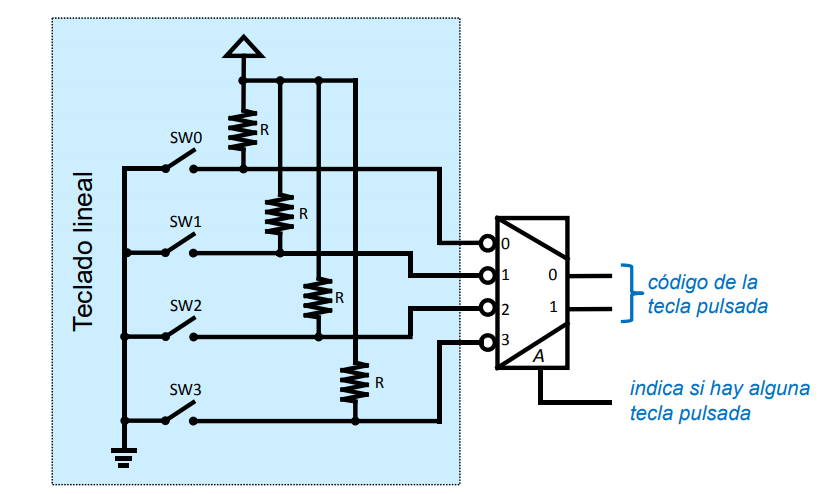 Teclado lineal
SW0
R
SW1
R
SW2
R
SW3
R
0
1
2
3
0
1
A
código de la
tecla pulsada
indica si hay alguna
tecla pulsada